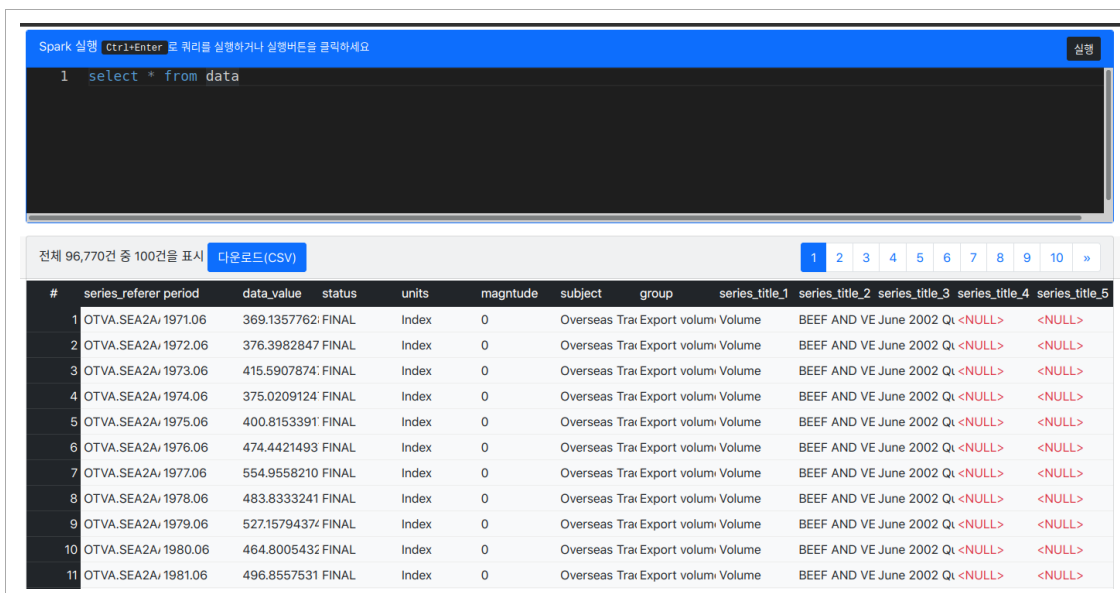 Spark 실행 Ctrl+Enter 로 쿼리를 실행하거나 실행버튼을 클릭하세요 실행
1 select * from data
전체 96,770건 중 100건을 표시 다운로드(CSV) 1 2 3 4 5 6 7 8 9 10 »
# series_referer period data_value status units magntude subject group series_title_1 series_title_2 series_title_3 series_title_4 series_title_5
1 OTVA.SEA2A 1971.06 369.1357762 FINAL Index 0 Overseas Tra Export volum Volume BEEF AND VE June 2002 Qu <NULL> <NULL>
2 OTVA.SEA2A 1972.06 376.3982847 FINAL Index 0 Overseas Tra Export volum Volume BEEF AND VE June 2002 Qu <NULL> <NULL>
3 OTVA.SEA2A 1973.06 415.59078747 FINAL Index 0 Overseas Tra Export volum Volume BEEF AND VE June 2002 Qu <NULL> <NULL>
4 OTVA.SEA2A 1974.06 375.02091247 FINAL Index 0 Overseas Tra Export volum Volume BEEF AND VE June 2002 Qu <NULL> <NULL>
5 OTVA.SEA2A 1975.06 400.81533917 FINAL Index 0 Overseas Tra Export volum Volume BEEF AND VE June 2002 Qu <NULL> <NULL>
6 OTVA.SEA2A 1976.06 474.4421493 FINAL Index 0 Overseas Tra Export volum Volume BEEF AND VE June 2002 Qu <NULL> <NULL>
7 OTVA.SEA2A 1977.06 554.9558210 FINAL Index 0 Overseas Tra Export volum Volume BEEF AND VE June 2002 Qu <NULL> <NULL>
8 OTVA.SEA2A 1978.06 483.8333241 FINAL Index 0 Overseas Tra Export volum Volume BEEF AND VE June 2002 Qu <NULL> <NULL>
9 OTVA.SEA2A 1979.06 527.15794374 FINAL Index 0 Overseas Tra Export volum Volume BEEF AND VE June 2002 Qu <NULL> <NULL>
10 OTVA.SEA2A 1980.06 464.8005432 FINAL Index 0 Overseas Tra Export volum Volume BEEF AND VE June 2002 Qu <NULL> <NULL>
11 OTVA.SEA2A 1981.06 496.8557531 FINAL Index 0 Overseas Tra Export volum Volume BEEF AND VE June 2002 Qu <NULL> <NULL>